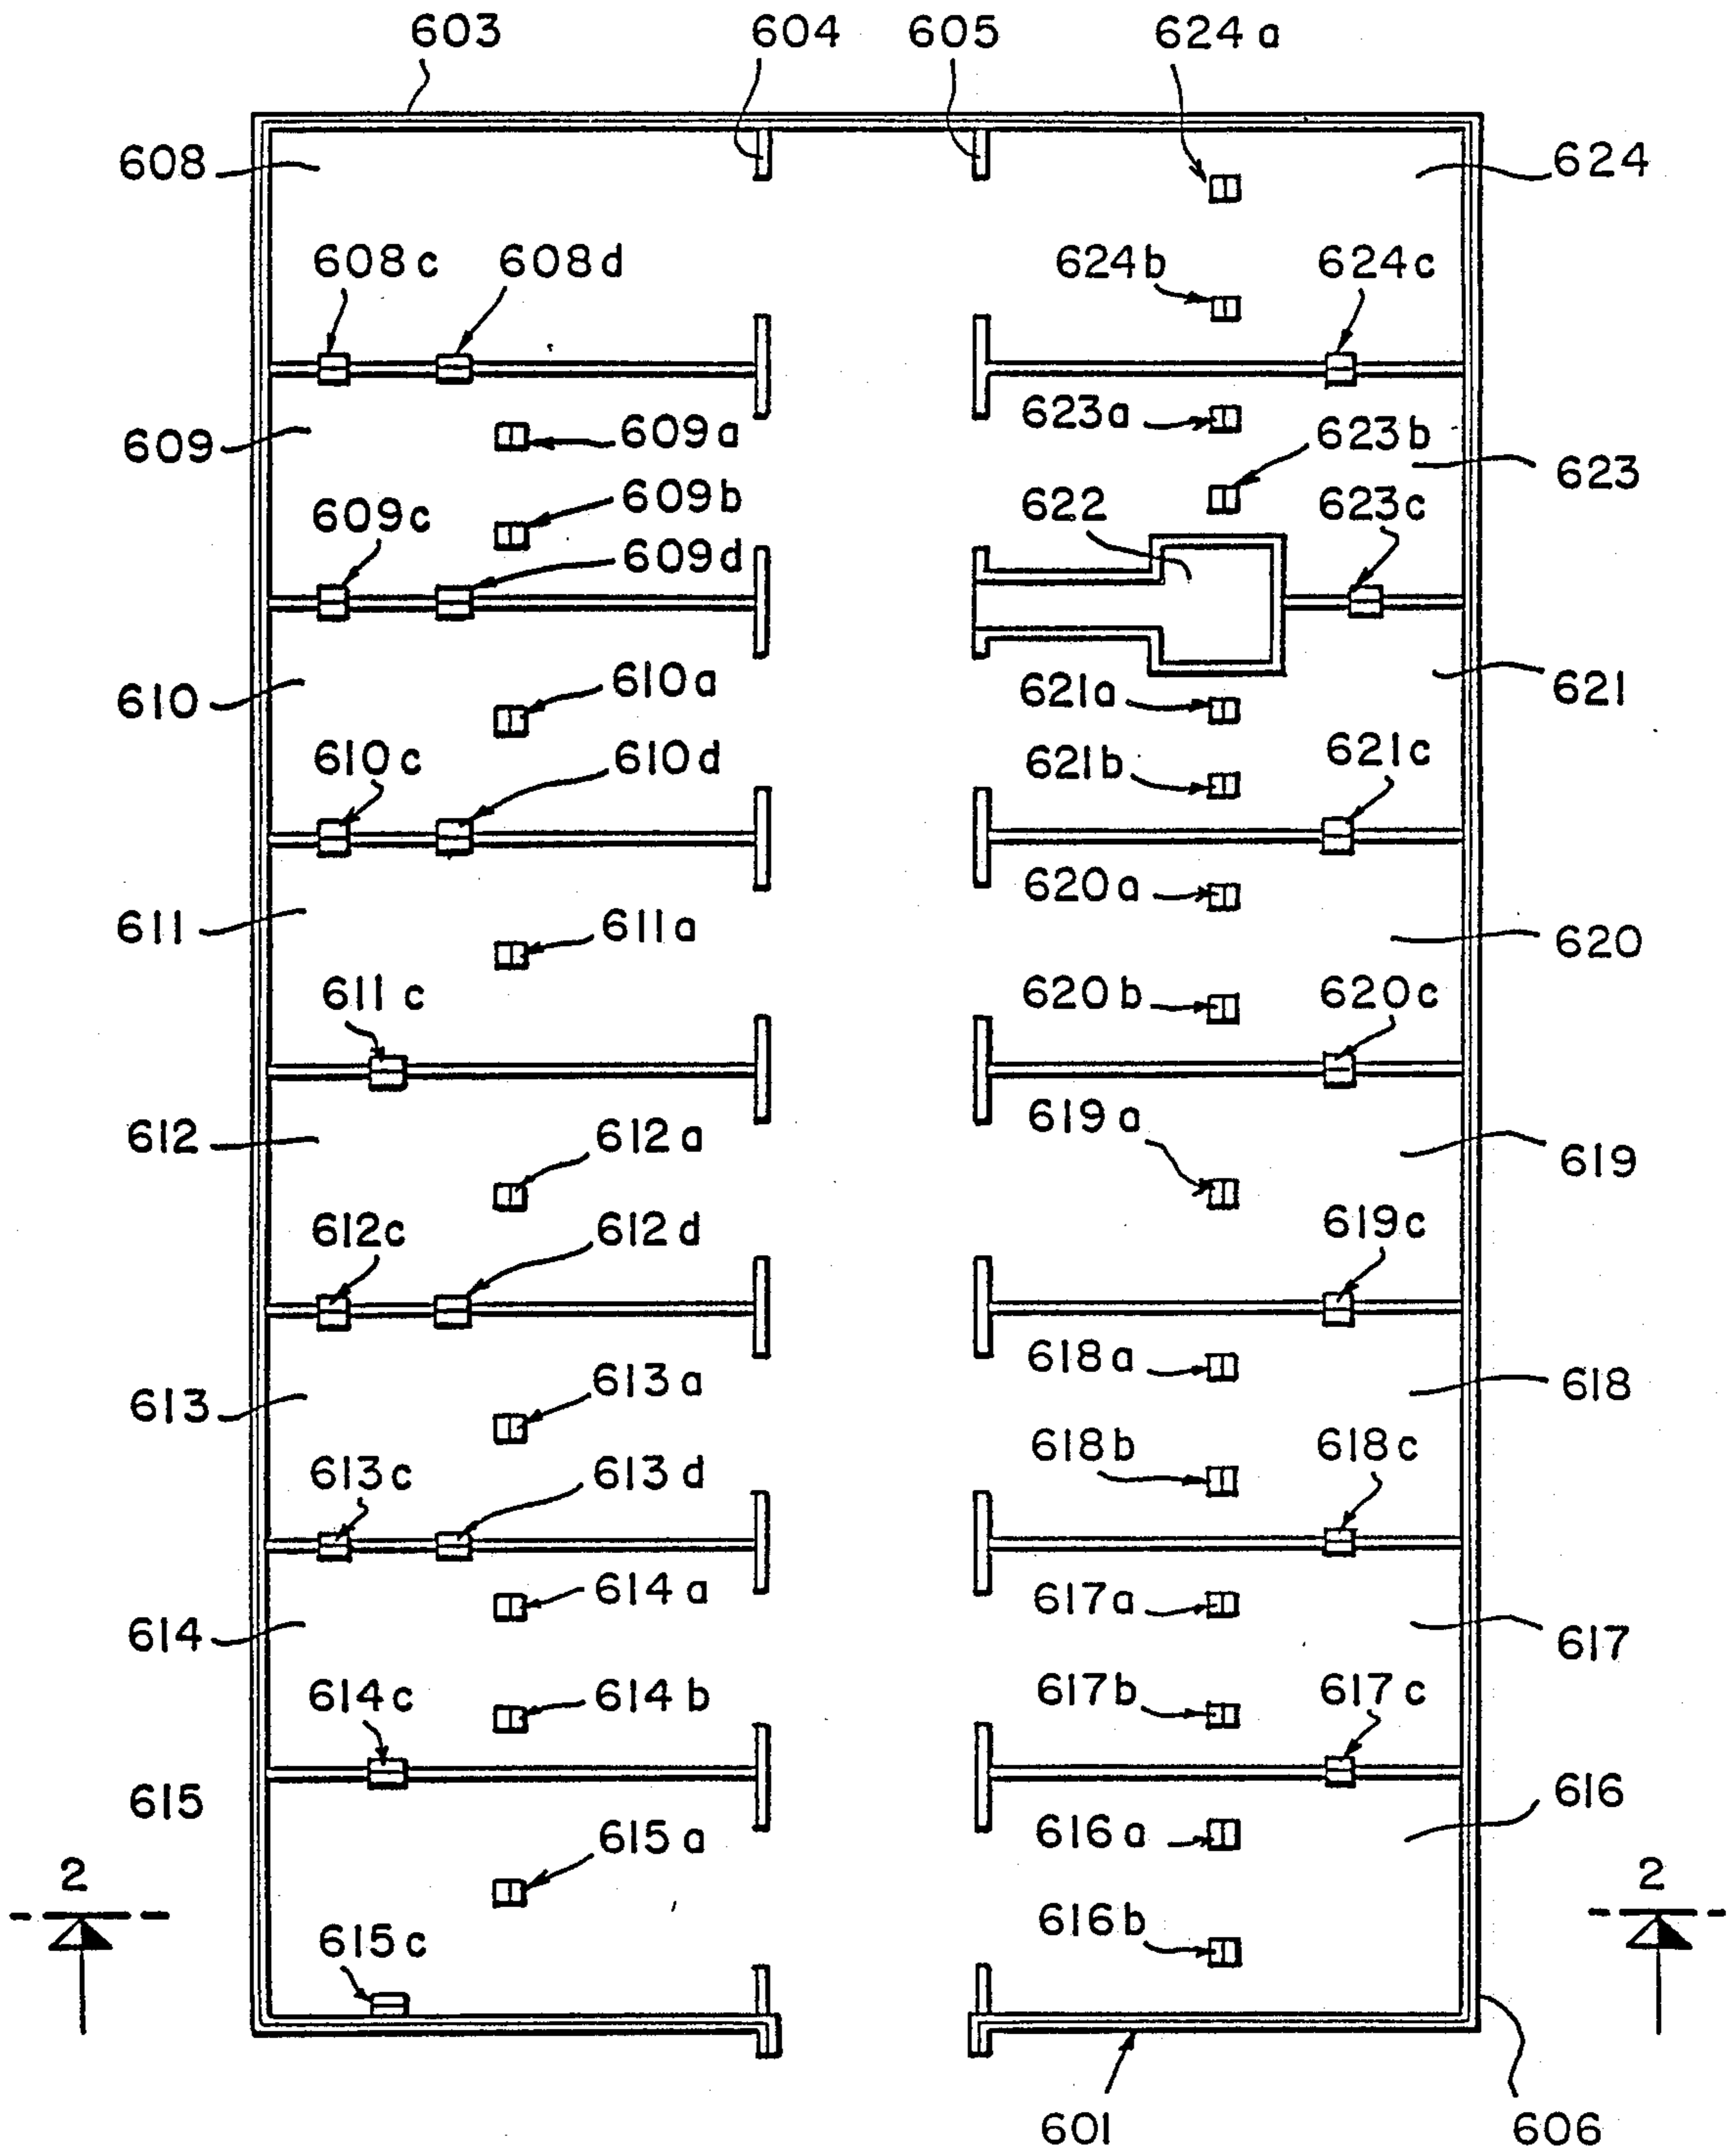 603 604 605 624a
608 624
608c 608d 624b 624c
609 609a 623a 623b
623
609c 609b 622 623c
609d
610 610a 621a 621
610c 610d 621b 621c
611 611a 620a 620
611c 620b 620c
612 612a 619a 619
612c 612d 619c
613 613a 618a 618
613c 613d 618b 618c
614 614a 617a 617
614c 614b 617b 617c
615 616
615a 616a
2 2
615c 616b
601 606